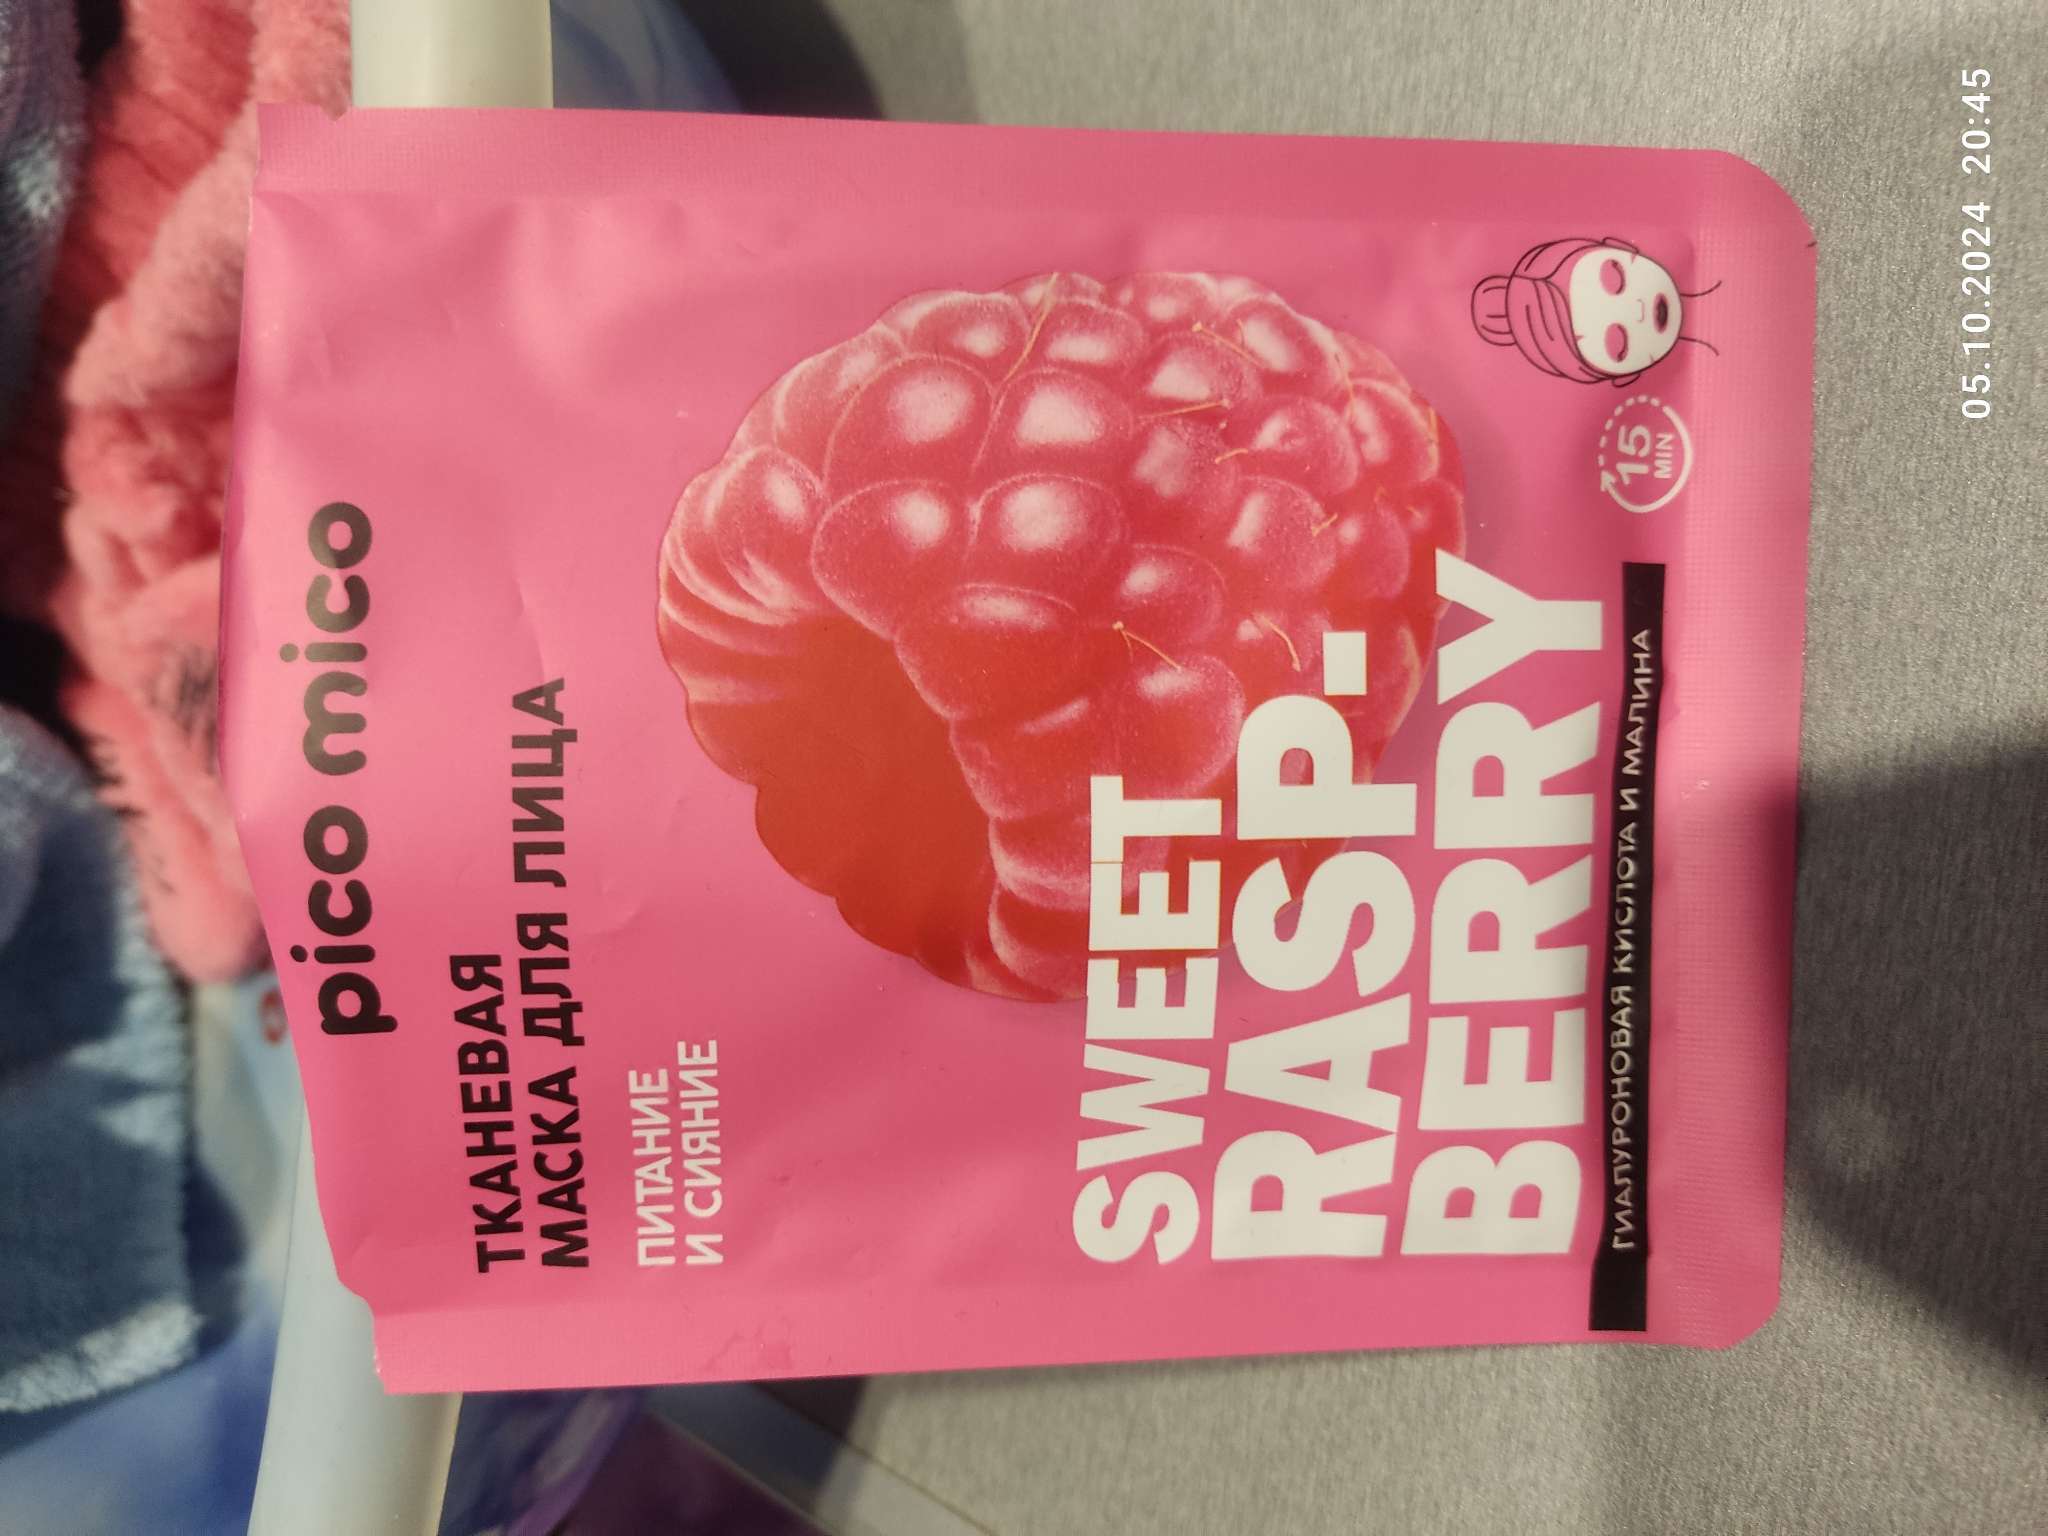 pico mico
ТКАНЕВАЯ
МАСКА ДЛЯ ЛИЦА
ПИТАНИЕ
И СИЯНИЕ
SWEET
RASP-
BERRY
ГИАЛУРОНОВАЯ КИСЛОТА И МАЛИНА
15
MIN
05.10.2024 20:45